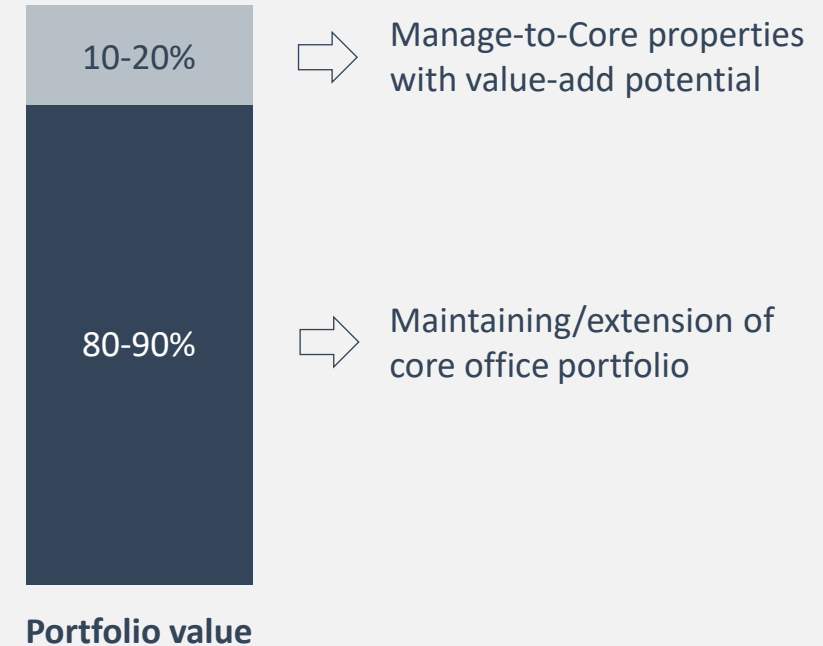 10-20%
Manage-to-Core properties
with value-add potential
80-90%
Maintaining/extension of
core office portfolio
Portfolio value